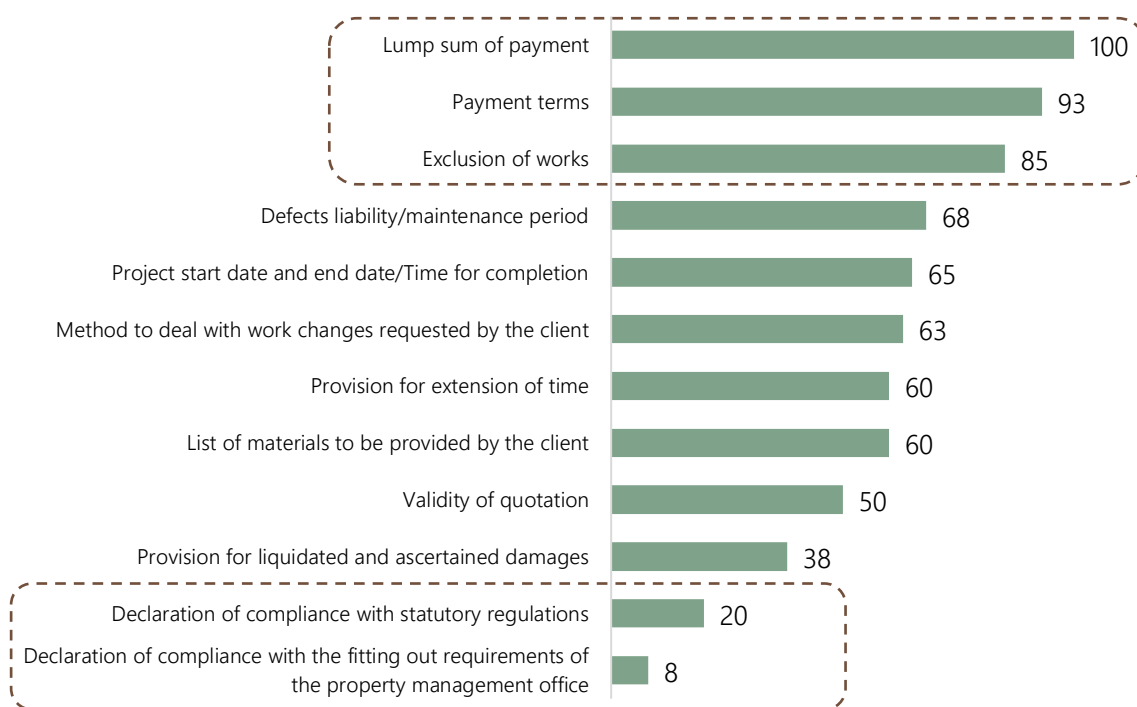 Lump sum of payment 100
Payment terms 93
Exclusion of works 85
Defects liability/maintenance period 68
Project start date and end date/Time for completion 65
Method to deal with work changes requested by the client 63
Provision for extension of time 60
List of materials to be provided by the client 60
Validity of quotation 50
Provision for liquidated and ascertained damages 38
Declaration of compliance with statutory regulations 20
Declaration of compliance with the fitting out requirements of
the property management office 8